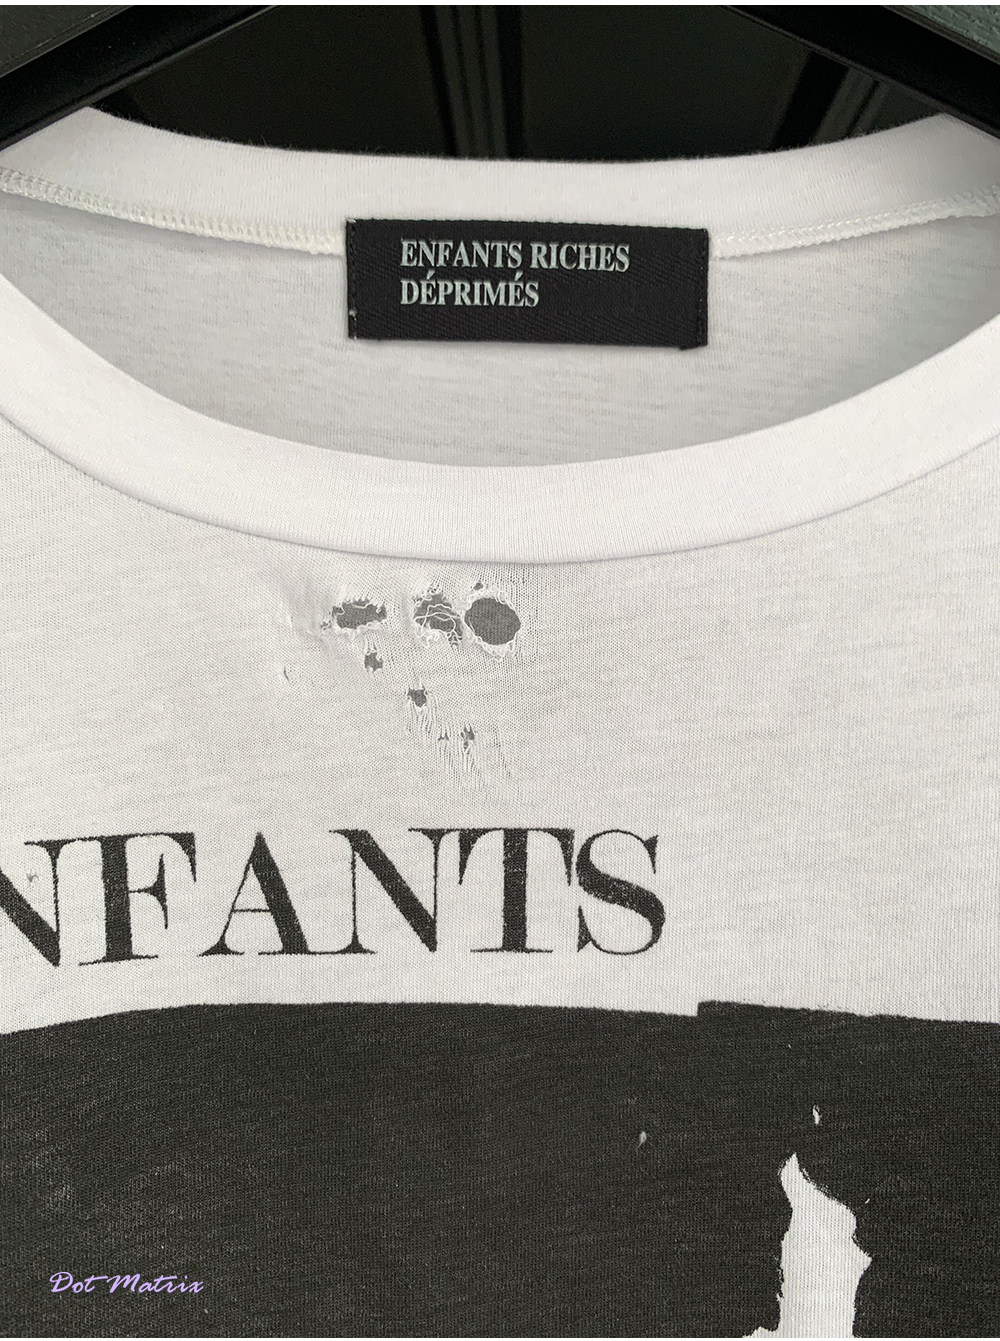 ENFANTS RICHES
DÉPRIMÉS
NFANTS
Dot Matrix